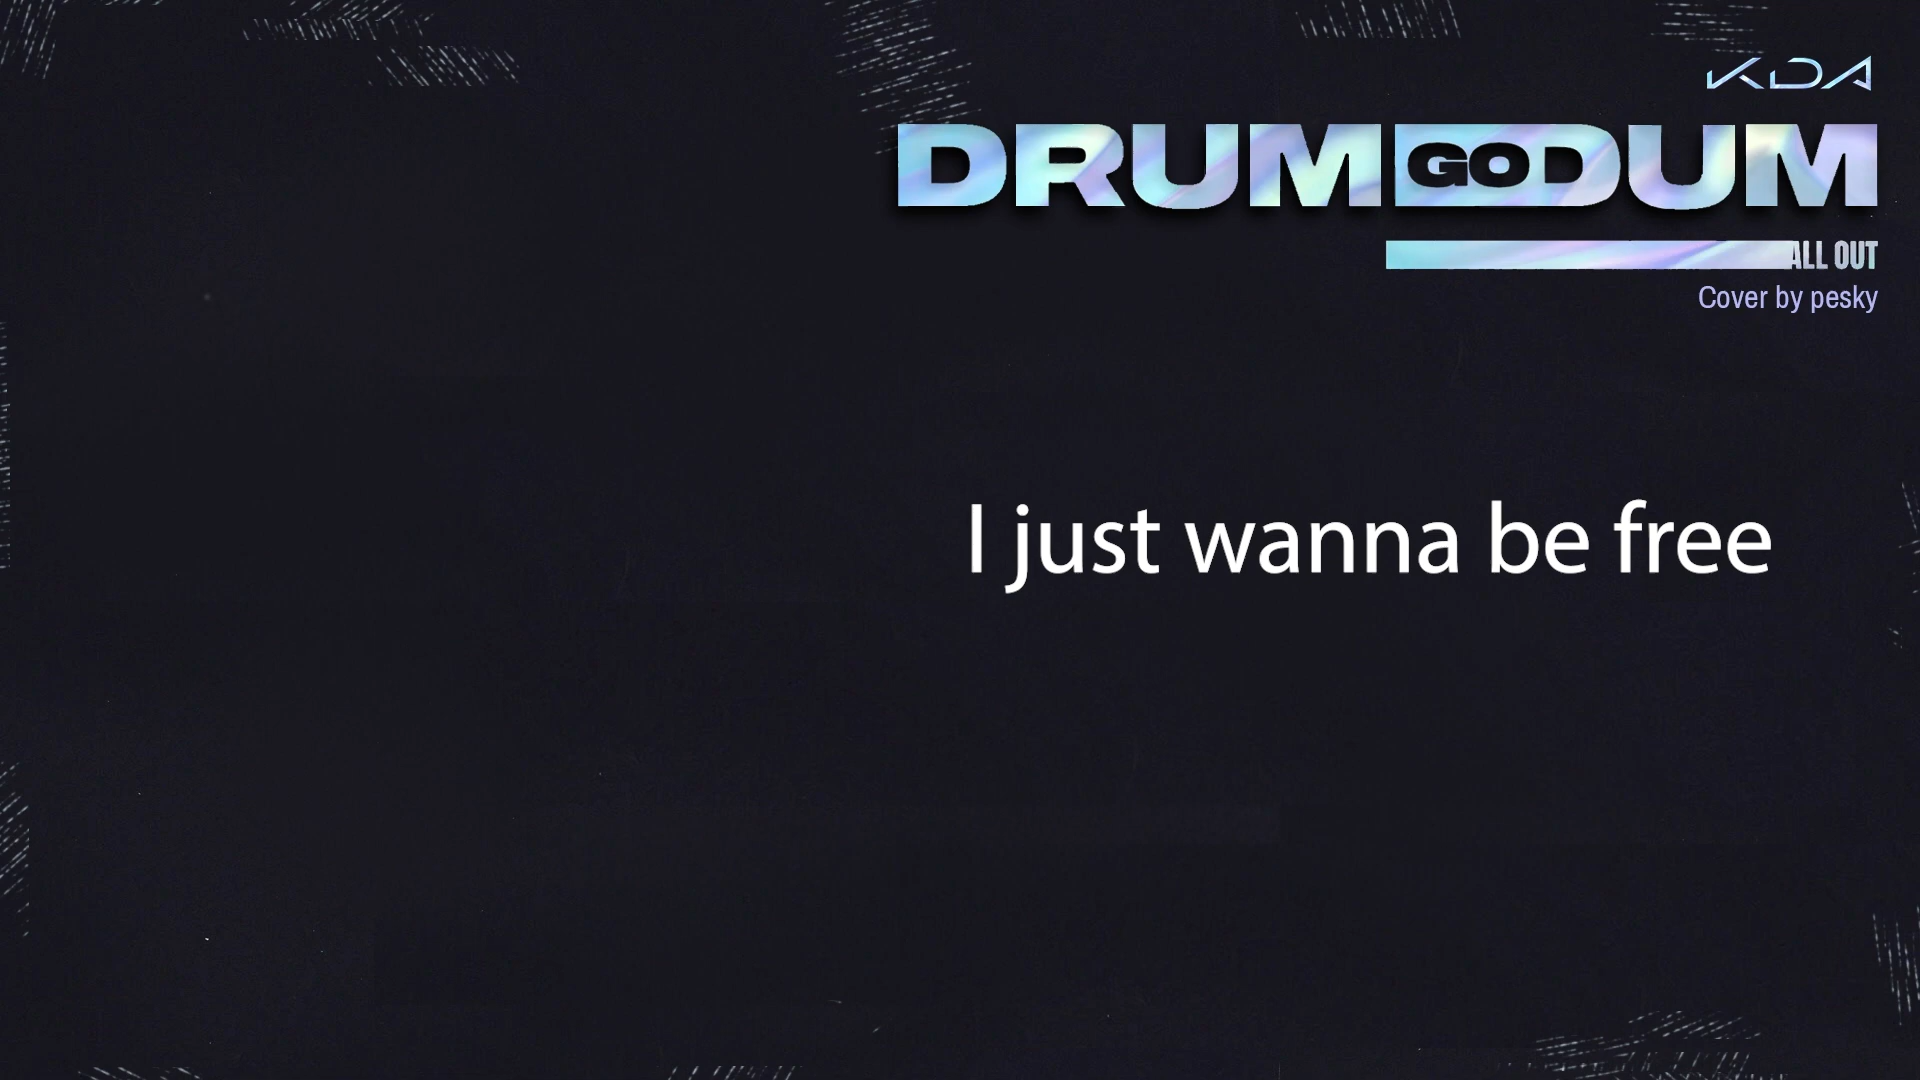 KDA
DRUM GO DUM
ALL OUT
Cover by pesky
I just wanna be free